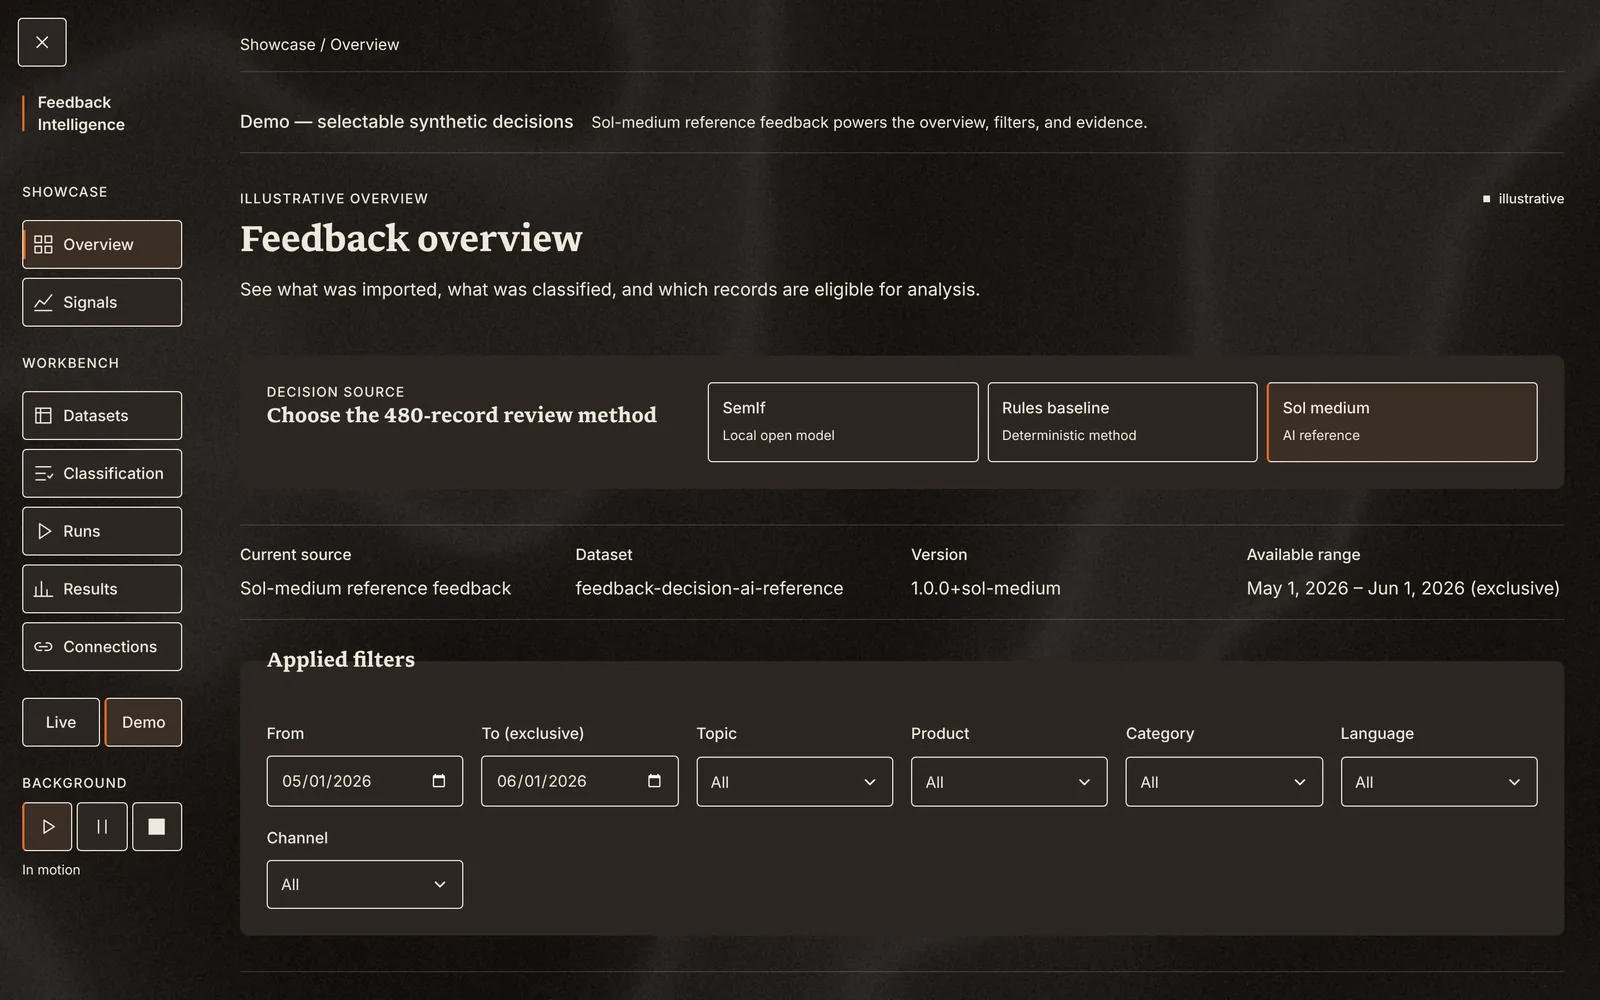 Showcase / Overview
Feedback
Intelligence
SHOWCASE
Overview
Signals
WORKBENCH
Datasets
Classification
Runs
Results
Connections
Live
Demo
BACKGROUND
In motion
Demo — selectable synthetic decisions
Sol-medium reference feedback powers the overview, filters, and evidence.
ILLUSTRATIVE OVERVIEW
illustrative
Feedback overview
See what was imported, what was classified, and which records are eligible for analysis.
DECISION SOURCE
Choose the 480-record review method
Semlf
Local open model
Rules baseline
Deterministic method
Sol medium
AI reference
Current source
Sol-medium reference feedback
Dataset
feedback-decision-ai-reference
Version
1.0.0+sol-medium
Available range
May 1, 2026 – Jun 1, 2026 (exclusive)
Applied filters
From
05/01/2026
To (exclusive)
06/01/2026
Topic
All
Product
All
Category
All
Language
All
Channel
All